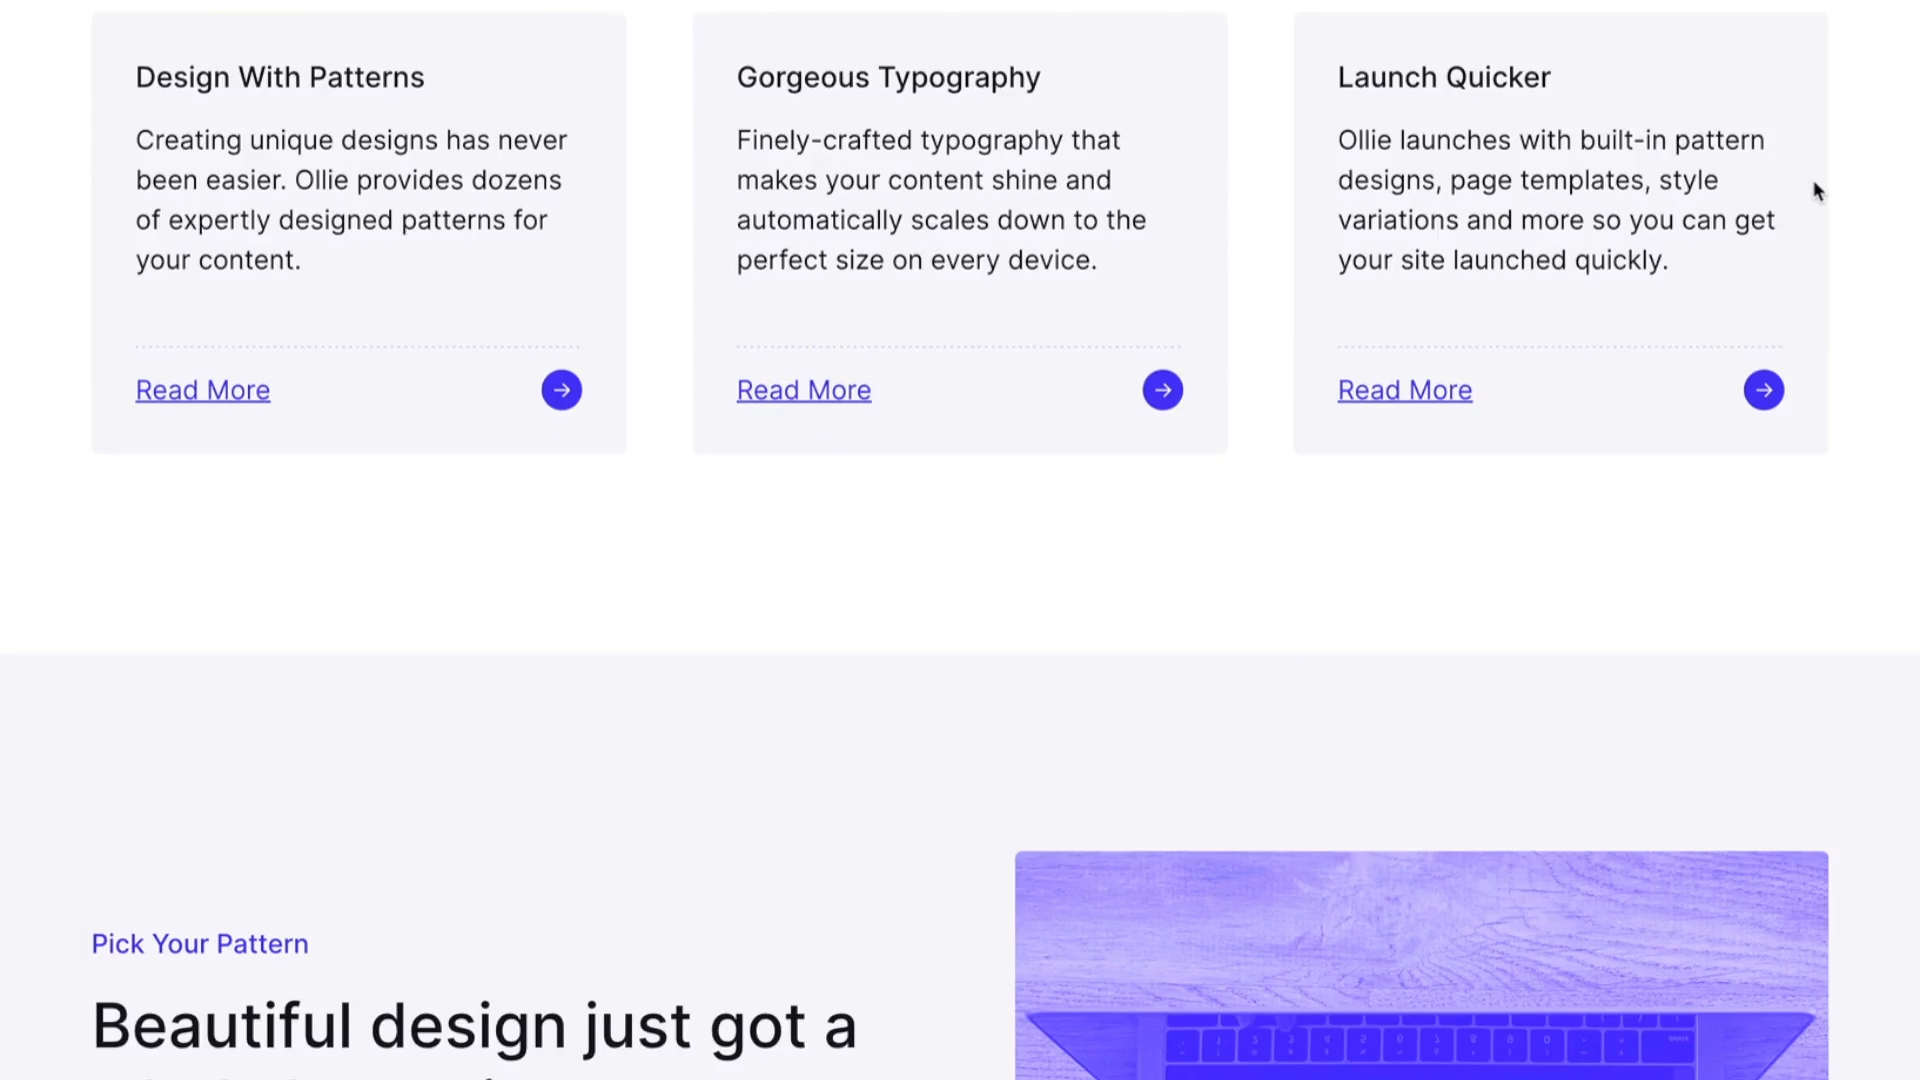 Design With Patterns
Creating unique designs has never
been easier. Ollie provides dozens
of expertly designed patterns for
your content.
Read More
Gorgeous Typography
Finely-crafted typography that
makes your content shine and
automatically scales down to the
perfect size on every device.
Read More
Launch Quicker
Ollie launches with built-in pattern
designs, page templates, style
variations and more so you can get
your site launched quickly.
Read More
Pick Your Pattern
Beautiful design just got a